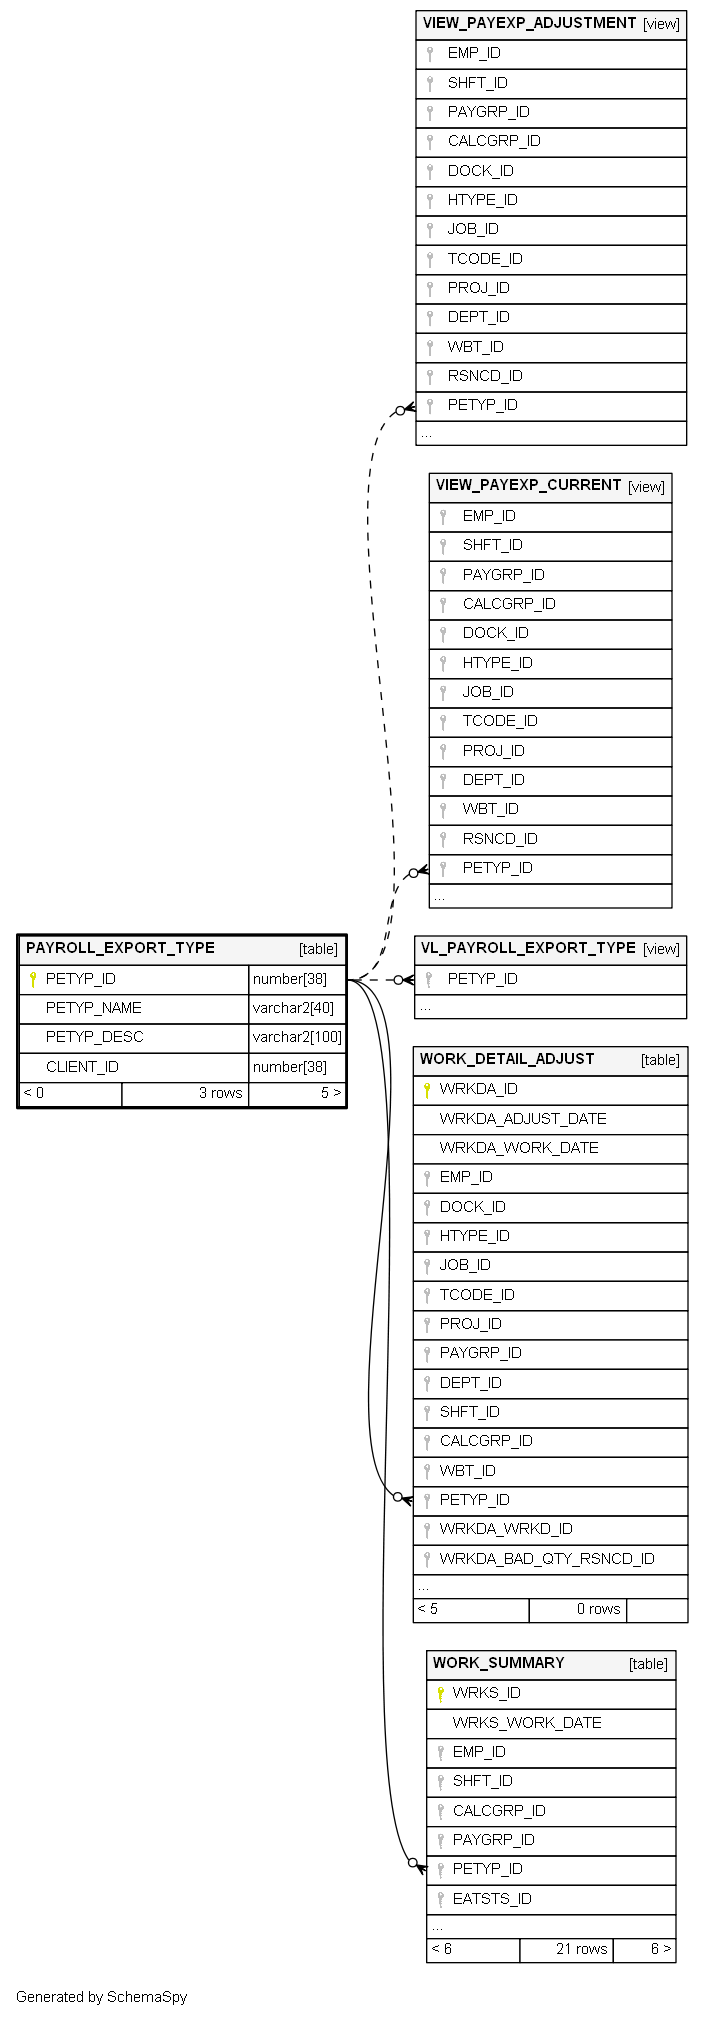 VIEW_PAYEXP_ADJUSTMENT [view]
EMP_ID
SHFT_ID
PAYGRP_ID
CALCGRP_ID
DOCK_ID
HTYPE_ID
JOB_ID
TCODE_ID
PROJ_ID
DEPT_ID
WBT_ID
RSNCD_ID
PETYP_ID
...
VIEW_PAYEXP_CURRENT [view]
EMP_ID
SHFT_ID
PAYGRP_ID
CALCGRP_ID
DOCK_ID
HTYPE_ID
JOB_ID
TCODE_ID
PROJ_ID
DEPT_ID
WBT_ID
RSNCD_ID
PETYP_ID
...
PAYROLL_EXPORT_TYPE [table]
PETYP_ID number[38]
PETYP_NAME varchar2[40]
PETYP_DESC varchar2[100]
CLIENT_ID number[38]
< 0 3 rows 5 >
VL_PAYROLL_EXPORT_TYPE [view]
PETYP_ID
...
WORK_DETAIL_ADJUST [table]
WRKDA_ID
WRKDA_ADJUST_DATE
WRKDA_WORK_DATE
EMP_ID
DOCK_ID
HTYPE_ID
JOB_ID
TCODE_ID
PROJ_ID
PAYGRP_ID
DEPT_ID
SHFT_ID
CALCGRP_ID
WBT_ID
PETYP_ID
WRKDA_WRKD_ID
WRKDA_BAD_QTY_RSNCD_ID
...
< 5 0 rows
WORK_SUMMARY [table]
WRKS_ID
WRKS_WORK_DATE
EMP_ID
SHFT_ID
CALCGRP_ID
PAYGRP_ID
PETYP_ID
EATSTS_ID
...
< 6 21 rows 6 >
Generated by SchemaSpy